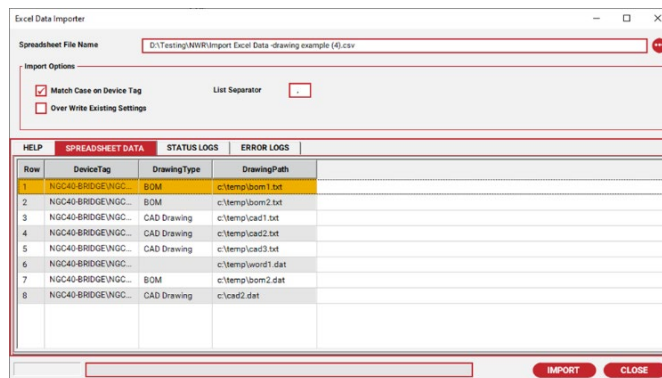 Excel Data Importer
Spreadsheet File Name D:\Testing\NWR\Import Excel Data -drawing example (4).csv
Import Options
Match Case on Device Tag List Separator ,
Over Write Existing Settings
HELP SPREADSHEET DATA STATUS LOGS ERROR LOGS
Row DeviceTag DrawingType DrawingPath
1 NGC40-BRIDGE\NGC... BOM c:\temp\bom1.txt
2 NGC40-BRIDGE\NGC... BOM c:\temp\bom2.txt
3 NGC40-BRIDGE\NGC... CAD Drawing c:\temp\cad1.txt
4 NGC40-BRIDGE\NGC... CAD Drawing c:\temp\cad2.txt
5 NGC40-BRIDGE\NGC... CAD Drawing c:\temp\cad3.txt
6 NGC40-BRIDGE\NGC... c:\temp\word1.dat
7 NGC40-BRIDGE\NGC... BOM c:\temp\bom2.dat
8 NGC40-BRIDGE\NGC... CAD Drawing c:\cad2.dat
IMPORT CLOSE